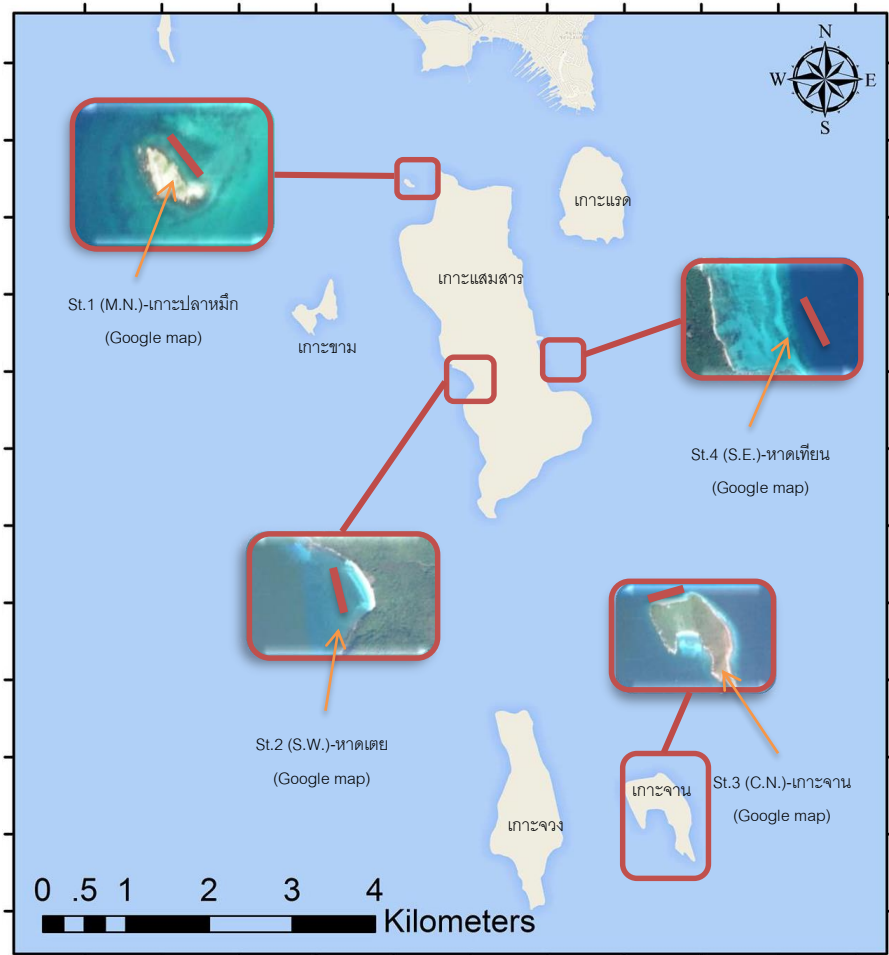 N
W
E
S
เกาะแรด
เกาะแสมสาร
St.1 (M.N.)-เกาะปลาหมึก
(Google map)
เกาะขาม
St.4 (S.E.)-หาดเทียน
(Google map)
St.2 (S.W.)-หาดเตย
(Google map)
เกาะจวง
เกาะจาน
St.3 (C.N.)-เกาะจาน
(Google map)
0 .5 1 2 3 4
Kilometers